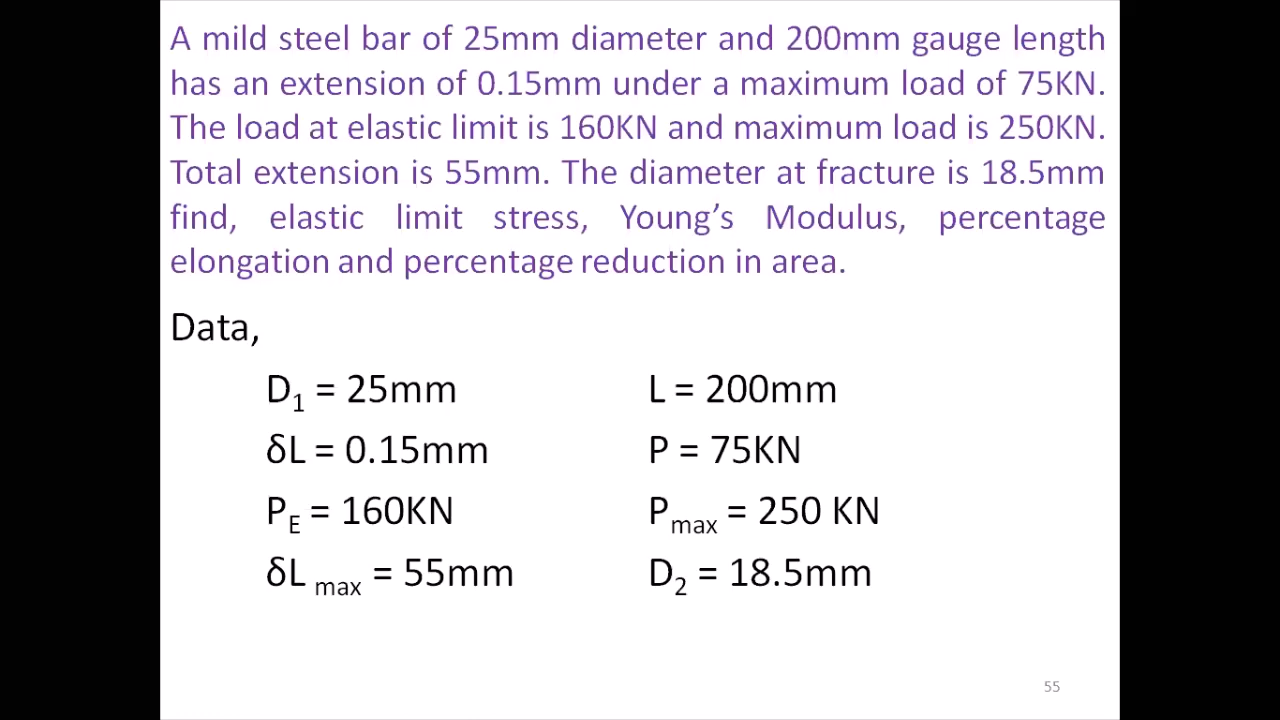 A mild steel bar of 25mm diameter and 200mm gauge length
has an extension of 0.15mm under a maximum load of 75KN.
The load at elastic limit is 160KN and maximum load is 250KN.
Total extension is 55mm. The diameter at fracture is 18.5mm
find, elastic limit stress, Young’s Modulus, percentage
elongation and percentage reduction in area.
Data,
D₁ = 25mm L = 200mm
δL = 0.15mm P = 75KN
P_E = 160KN P_max = 250 KN
δL _max = 55mm D₂ = 18.5mm
55